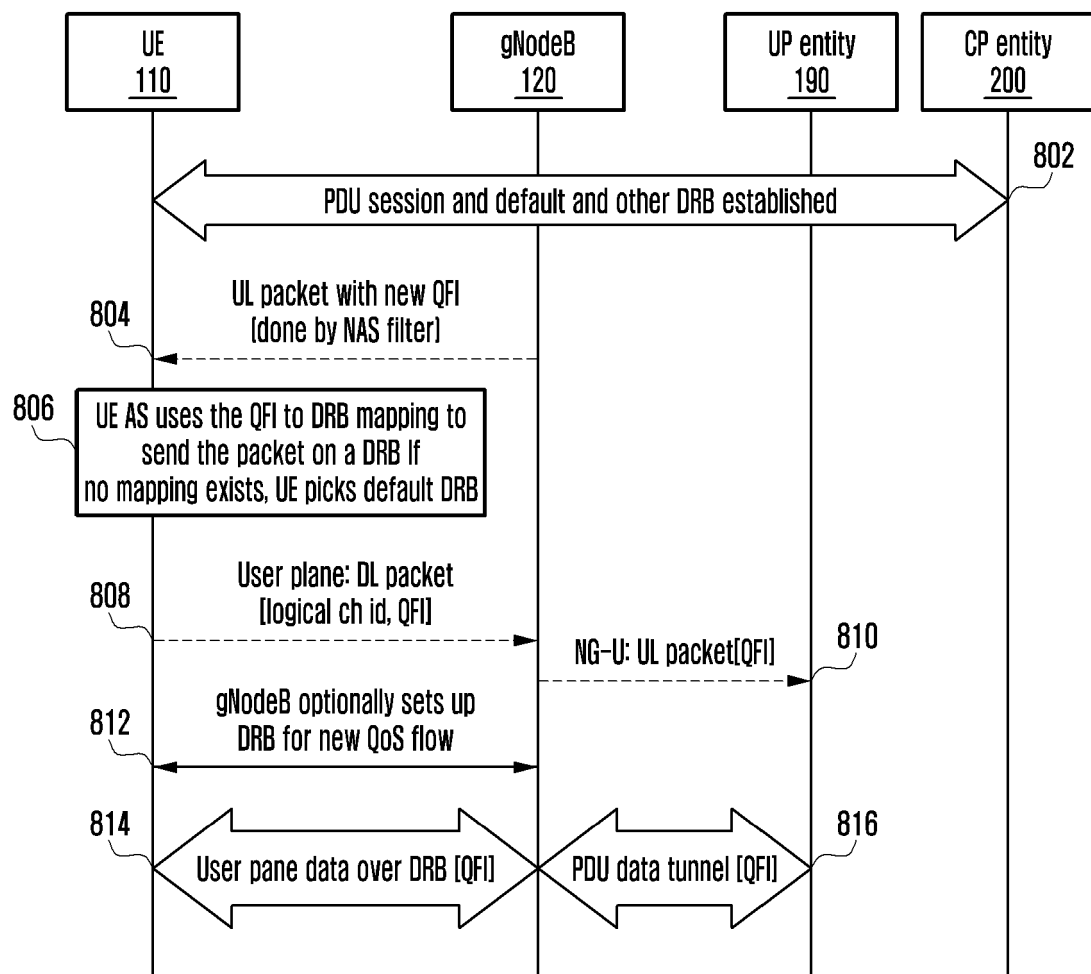 UE
110
gNodeB
120
UP entity
190
CP entity
200
802
PDU session and default and other DRB established
804
UL packet with new QFI
[done by NAS filter]
806
UE AS uses the QFI to DRB mapping to
send the packet on a DRB If
no mapping exists, UE picks default DRB
808
User plane: DL packet
[logical ch id, QFI]
NG-U: UL packet[QFI]
810
812
gNodeB optionally sets up
DRB for new QoS flow
814
User pane data over DRB [QFI]
PDU data tunnel [QFI]
816